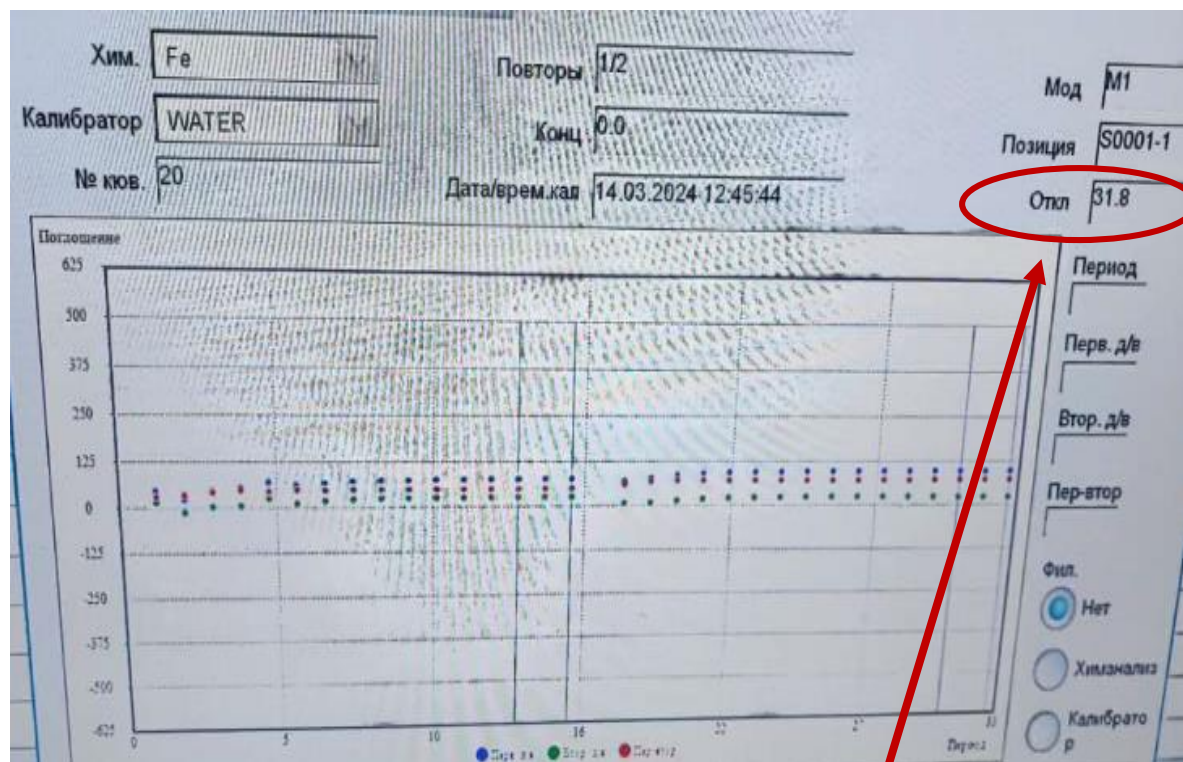 Хим. Fe
Повторы 1/2
Мод M1
Калибратор WATER
Конц 0.0
Позиция S0001-1
№ кюв. 20
Дата/врем.кал 14.03.2024 12:45:44
Откл 31.8
Поглощение
625
500
375
250
125
0
-125
-250
-375
-500
-625
0 5 10 16 33
Период
Период
Перв. д/в
Втор. д/в
Пер-втор
Фил.
Нет
Химанализ
Калибрато
р